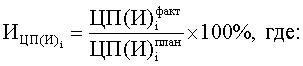 И_ЦП(И)_i = ЦП(И)_i^факт / ЦП(И)_i^план ×100%, где: